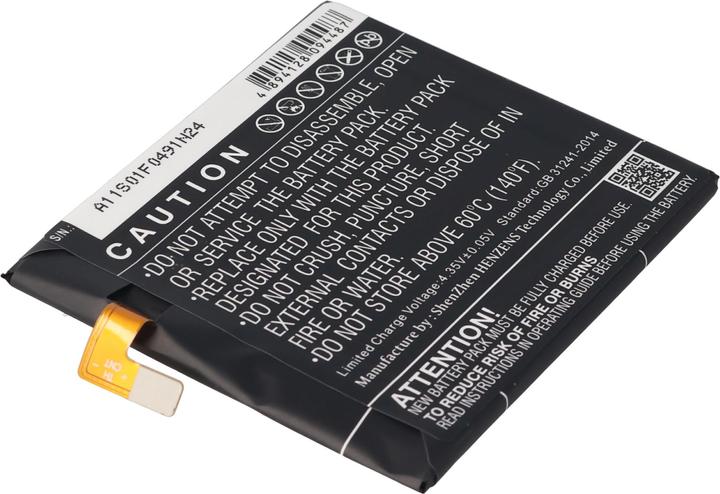 4894128094487
S/N.: A11S01F0491N24
CAUTION
•DO NOT ATTEMPT TO DISASSEMBLE, OPEN
OR SERVICE THE BATTERY PACK.
•REPLACE ONLY WITH THE BATTERY PACK
DESIGNATED FOR THIS PRODUCT.
•DO NOT CRUSH, PUNCTURE, SHORT
EXTERNAL CONTACTS OR DISPOSE OF IN
FIRE OR WATER.
•DO NOT STORE ABOVE 60°C (140°F).
Limited Charge Voltage:4.35V±0.05V Standard:GB 31241-2014
Manufacture by:ShenZhen HENZENS Technology Co., Limited
ATTENTION:
NEW BATTERY PACK MUST BE FULLY CHARGED BEFORE USE
TO REDUCE RISK OF FIRE OR BURNS
READ INSTRUCTIONS IN OPERATING GUIDE BEFORE USE.